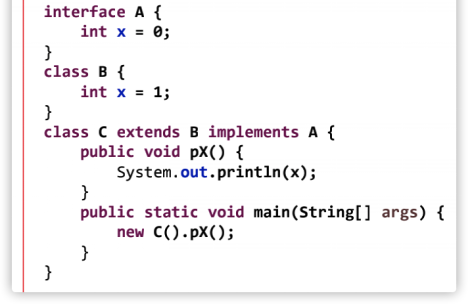 interface A {
    int x = 0;
}
class B {
    int x = 1;
}
class C extends B implements A {
    public void pX() {
        System.out.println(x);
    }
    public static void main(String[] args) {
        new C().pX();
    }
}